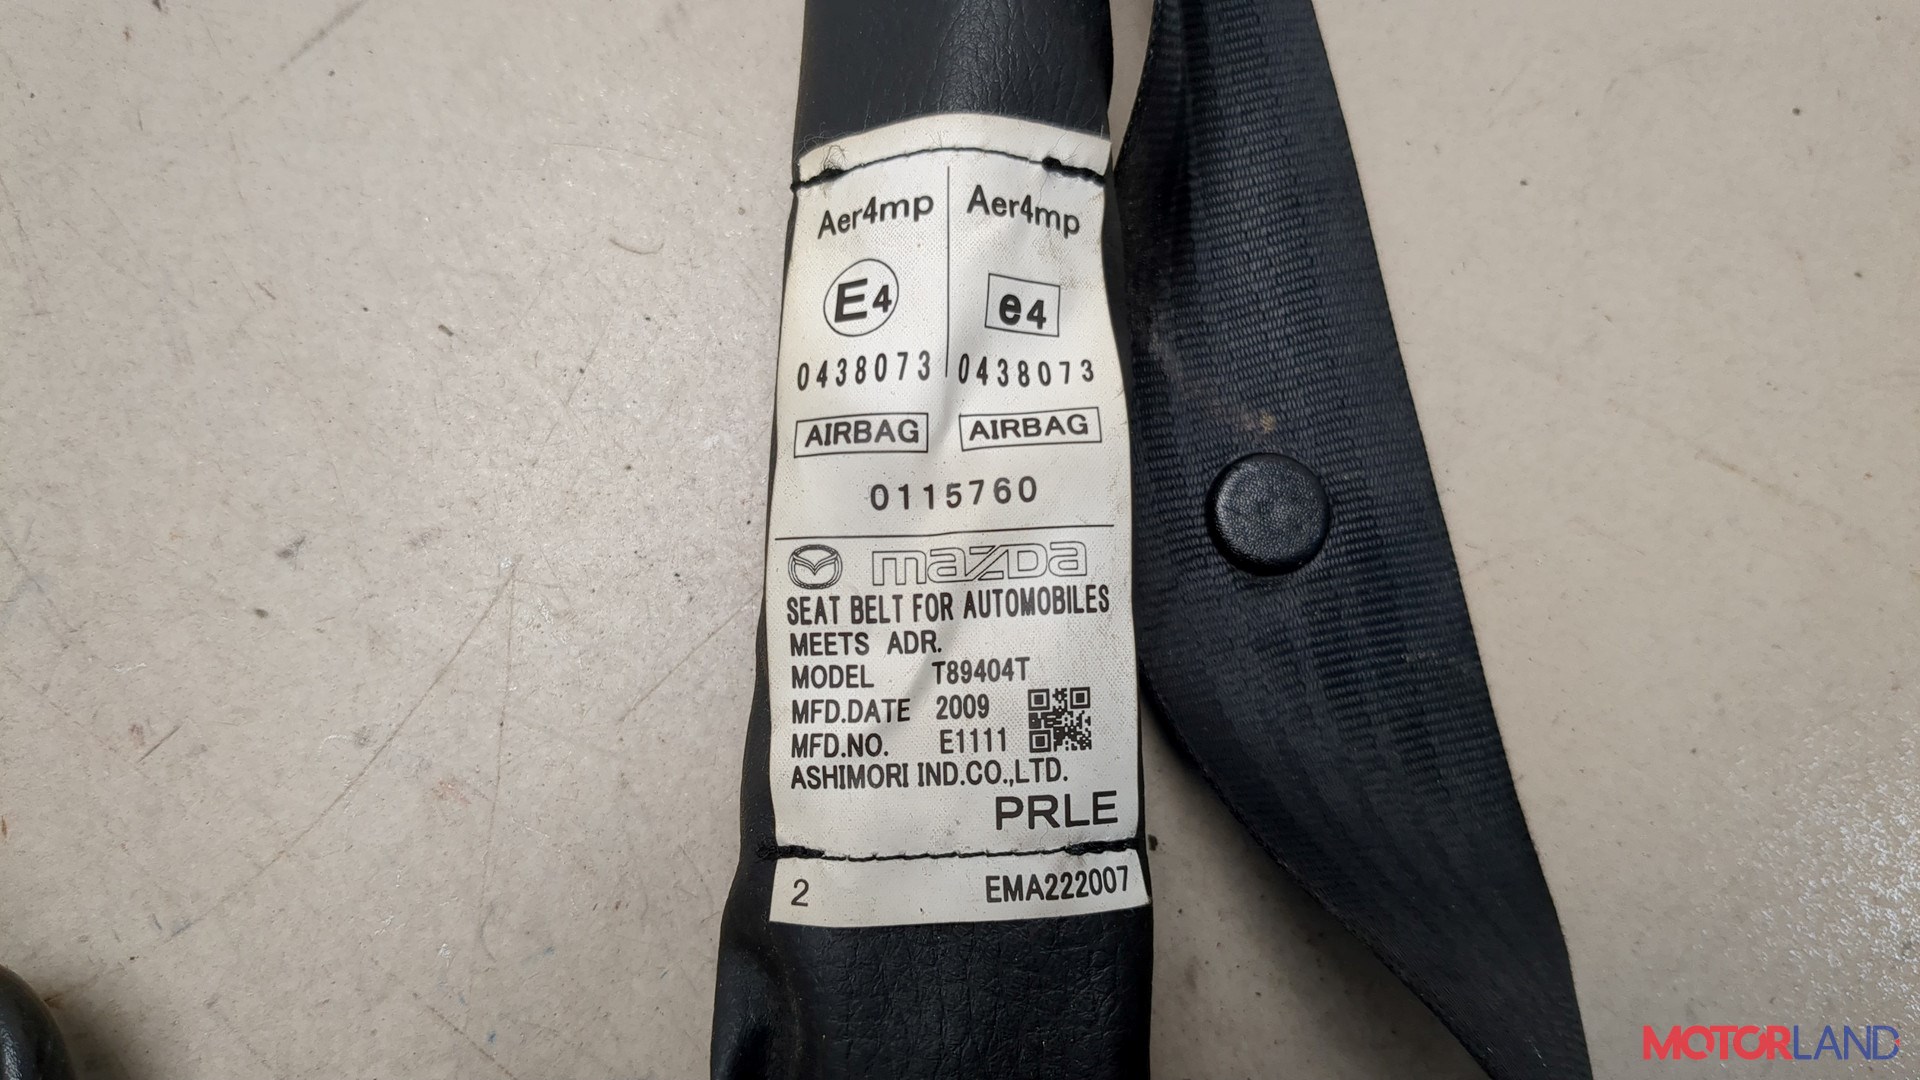 Aer4mp Aer4mp
E4 e4
0438073 0438073
AIRBAG AIRBAG
0115760
mazda
SEAT BELT FOR AUTOMOBILES
MEETS ADR.
MODEL T89404T
MFD.DATE 2009
MFD.NO. E1111
ASHIMORI IND.CO.,LTD.
PRLE
2 EMA222007
MOTORLAND